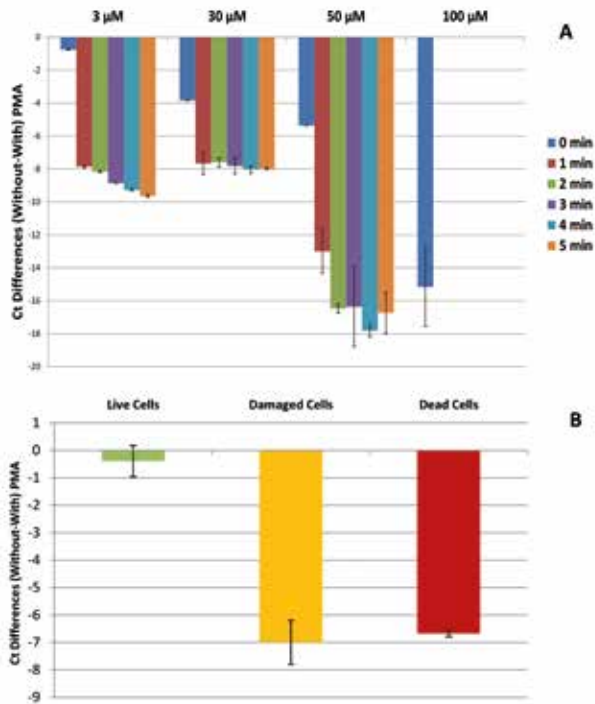 3 µM 30 µM 50 µM 100 µM
A
0
-2
-4
-6
-8
-10
-12
-14
-16
-18
-20
Ct Differences (Without-With) PMA
0 min
1 min
2 min
3 min
4 min
5 min
Live Cells Damaged Cells Dead Cells
B
1
0
-1
-2
-3
-4
-5
-6
-7
-8
-9
Ct Differences (Without-With) PMA